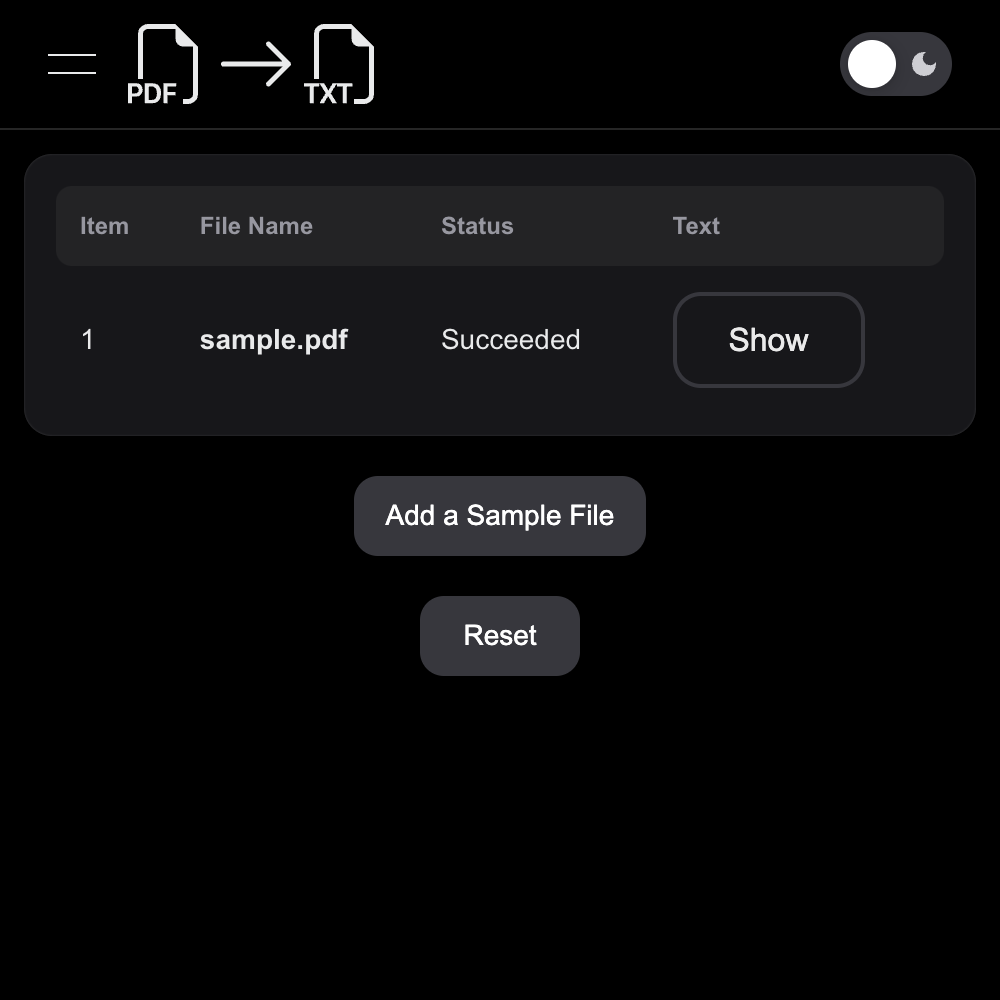 PDF TXT
Item File Name Status Text
1 sample.pdf Succeeded Show
Add a Sample File
Reset